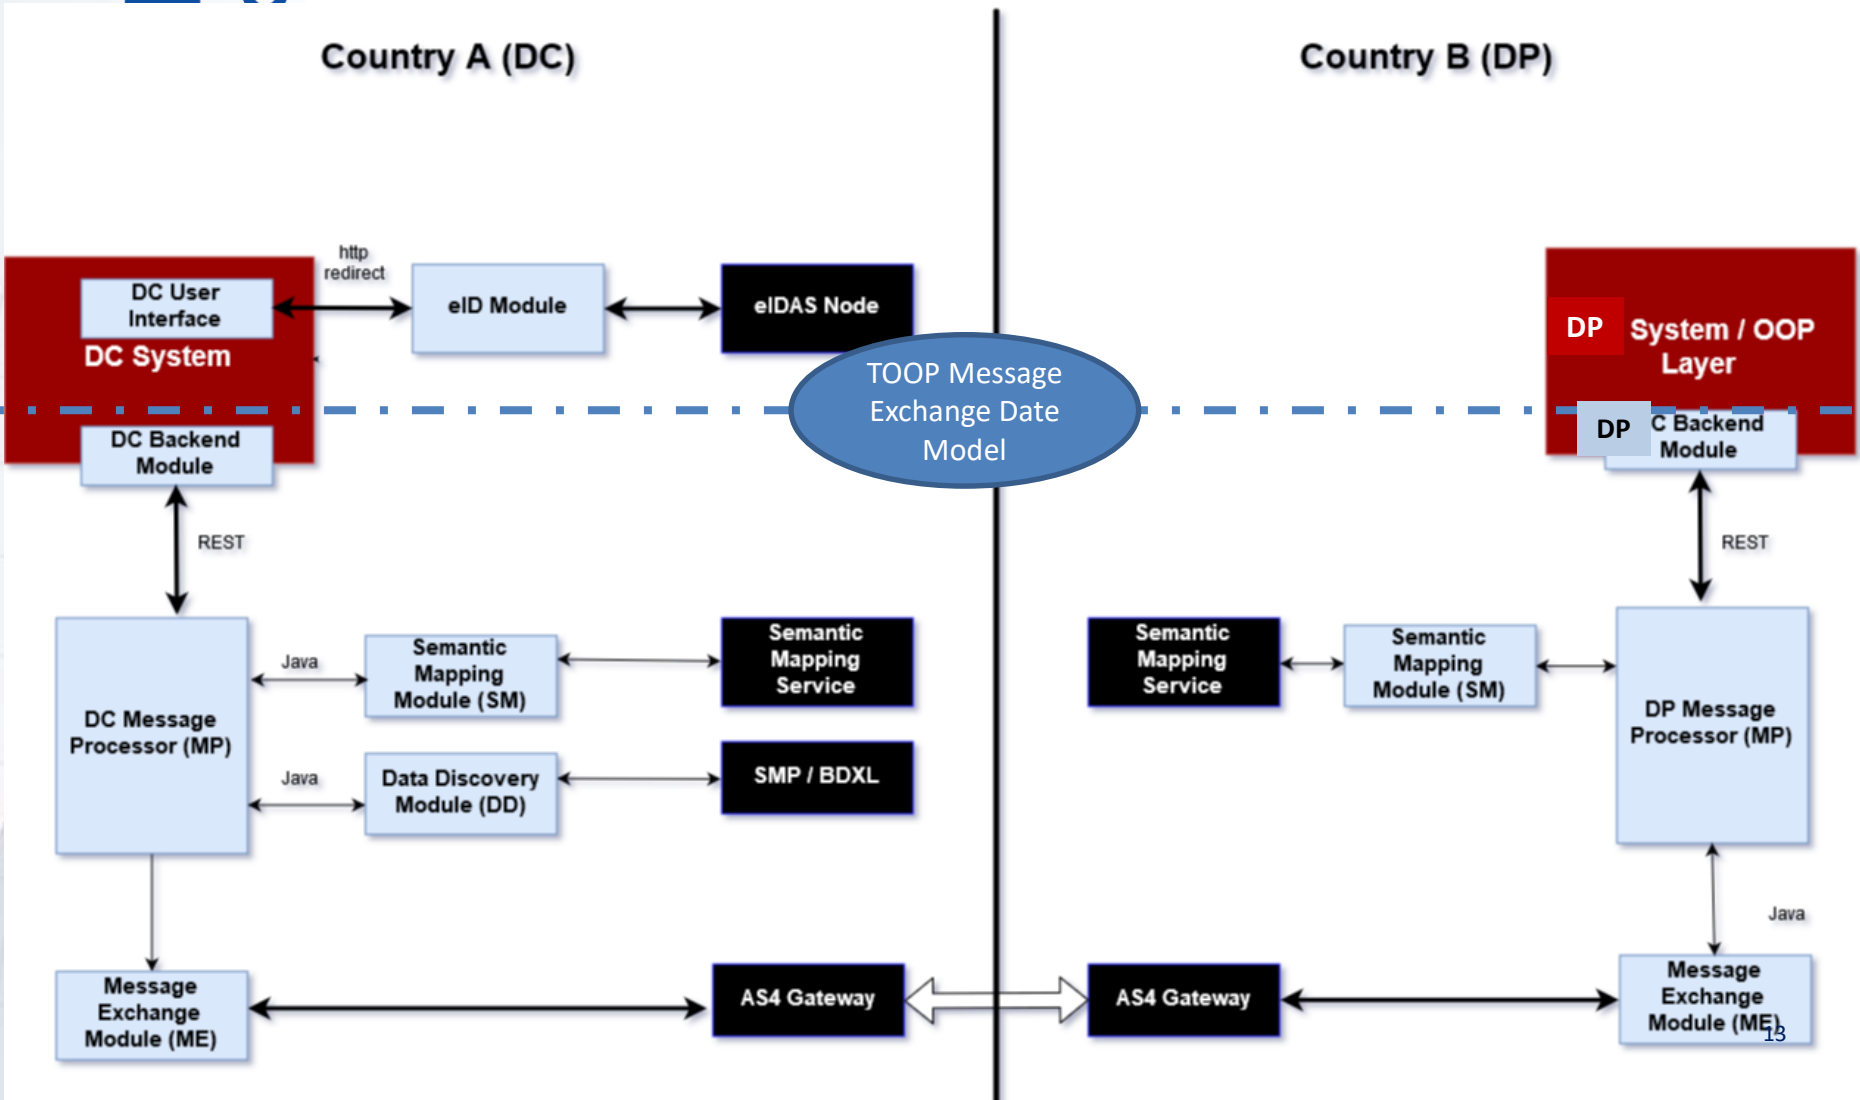 Country A (DC)
Country B (DP)
http
redirect
DC User
Interface
DC System
eID Module
eIDAS Node
TOOP Message
Exchange Date
Model
DP
System / OOP
Layer
DC Backend
Module
DP
C Backend
Module
REST
REST
DC Message
Processor (MP)
Java
Semantic
Mapping
Module (SM)
Semantic
Mapping
Service
Java
Data Discovery
Module (DD)
SMP / BDXL
Semantic
Mapping
Service
Semantic
Mapping
Module (SM)
DP Message
Processor (MP)
Java
Message
Exchange
Module (ME)
AS4 Gateway
AS4 Gateway
Message
Exchange
Module (ME)
13